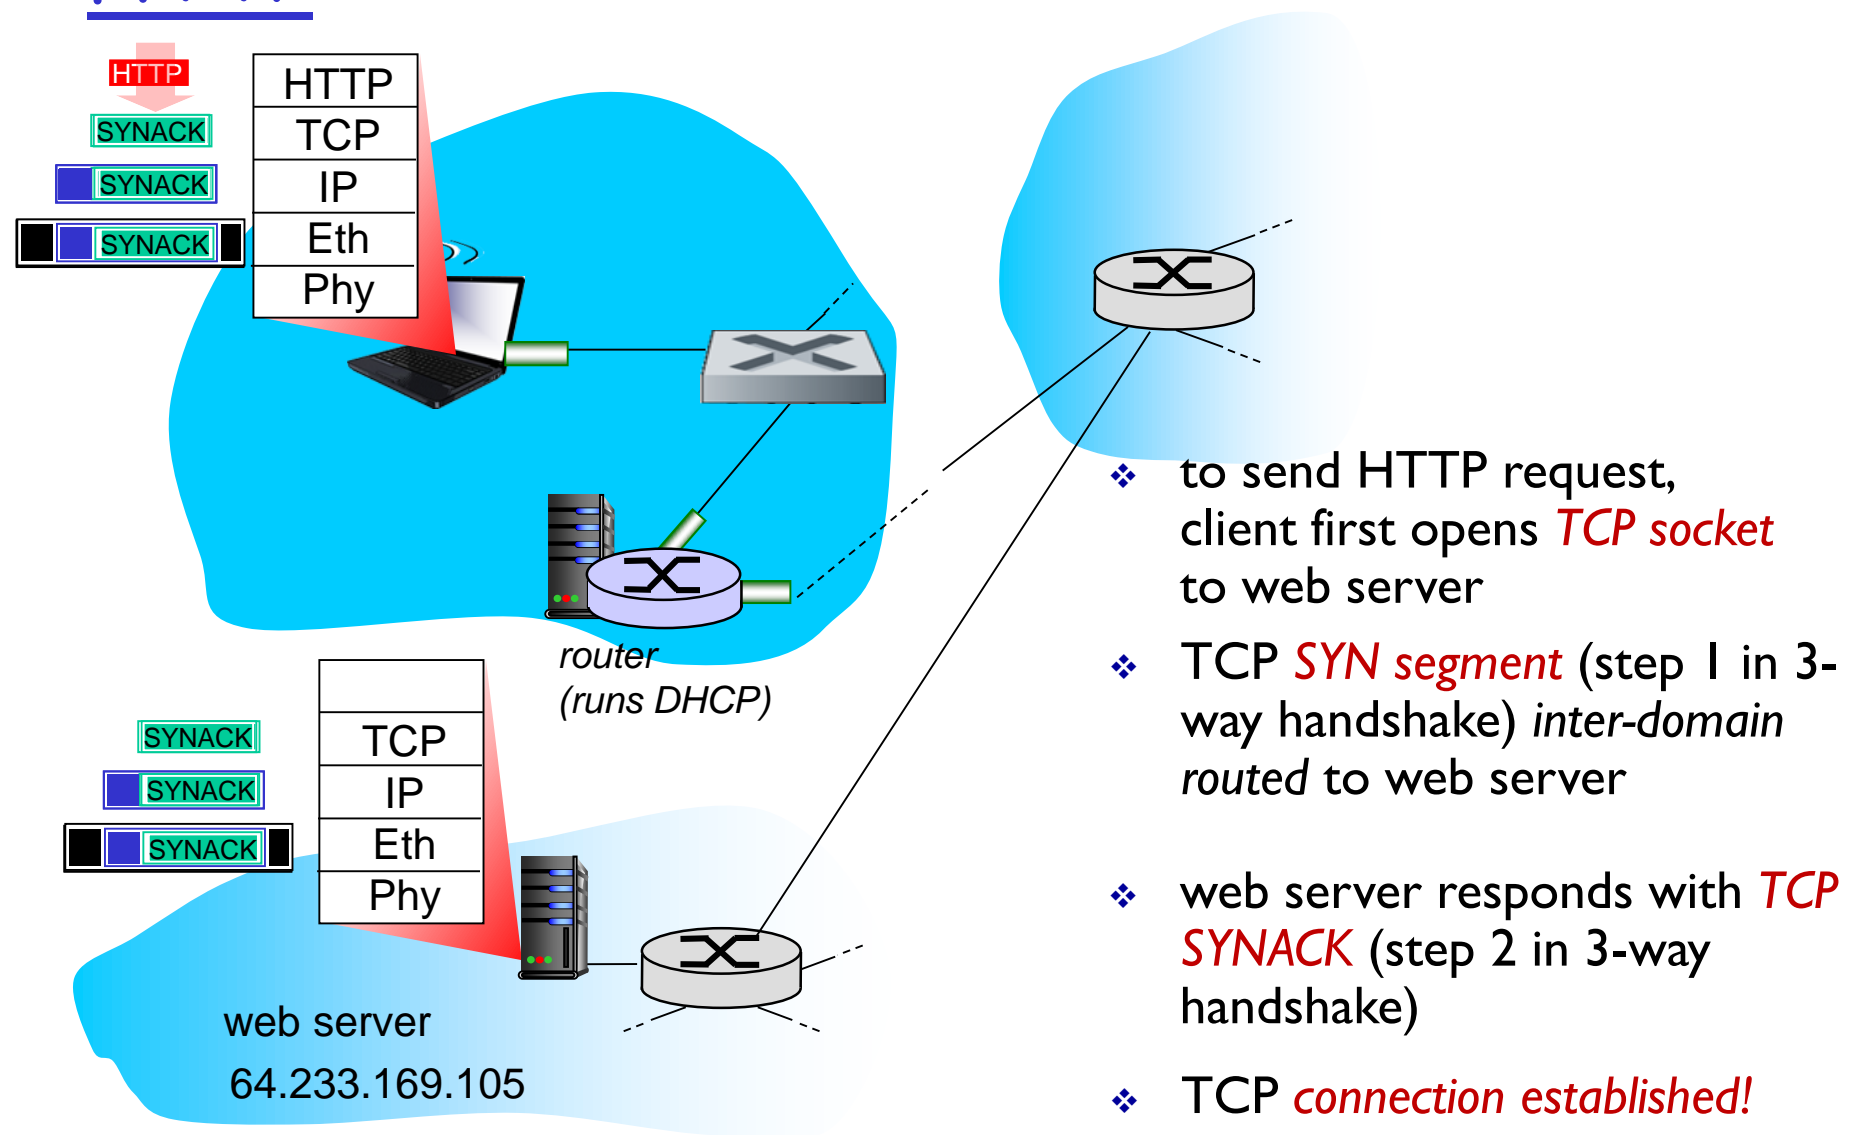 HTTP
SYNACK
SYNACK
SYNACK
HTTP
TCP
IP
Eth
Phy
router
(runs DHCP)
SYNACK
SYNACK
SYNACK
TCP
IP
Eth
Phy
web server
64.233.169.105
to send HTTP request,
client first opens TCP socket
to web server
TCP SYN segment (step 1 in 3-
way handshake) inter-domain
routed to web server
web server responds with TCP
SYNACK (step 2 in 3-way
handshake)
TCP connection established!